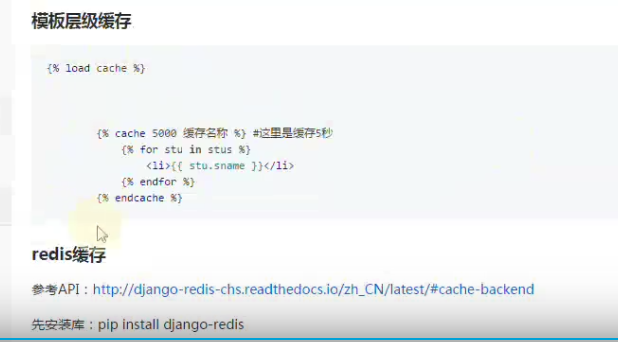 模板层级缓存
{% load cache %}
{% cache 5000 缓存名称 %} #这里是缓存5秒
{% for stu in stus %}
<li>{{ stu.sname }}</li>
{% endfor %}
{% endcache %}
redis缓存
参考API：http://django-redis-chs.readthedocs.io/zh_CN/latest/#cache-backend
先安装库：pip install django-redis